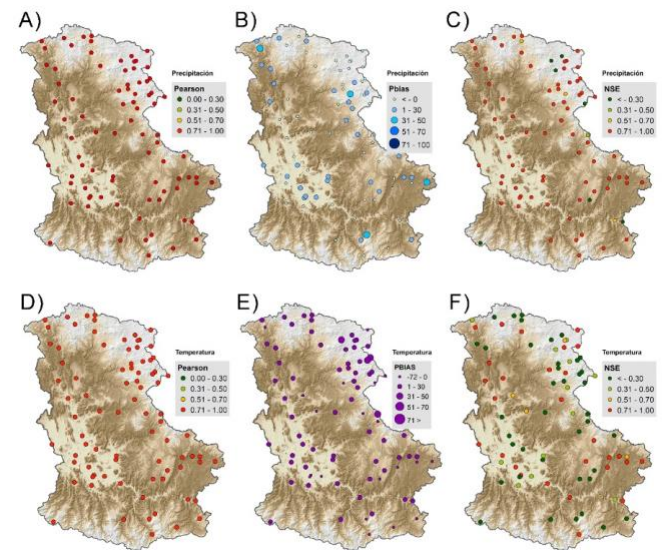 A)
Precipitación
Pearson
0.00 - 0.30
0.31 - 0.50
0.51 - 0.70
0.71 - 1.00
B)
Precipitación
Pbias
< - 0
1 - 30
31 - 50
51 - 70
71 - 100
C)
Precipitación
NSE
< - 0.30
0.31 - 0.50
0.51 - 0.70
0.71 - 1.00
D)
Temperatura
Pearson
0.00 - 0.30
0.31 - 0.50
0.51 - 0.70
0.71 - 1.00
E)
Temperatura
PBIAS
-72 - 0
1 - 30
31 - 50
51 - 70
71 >
F)
Temperatura
NSE
< - 0.30
0.31 - 0.50
0.51 - 0.70
0.71 - 1.00